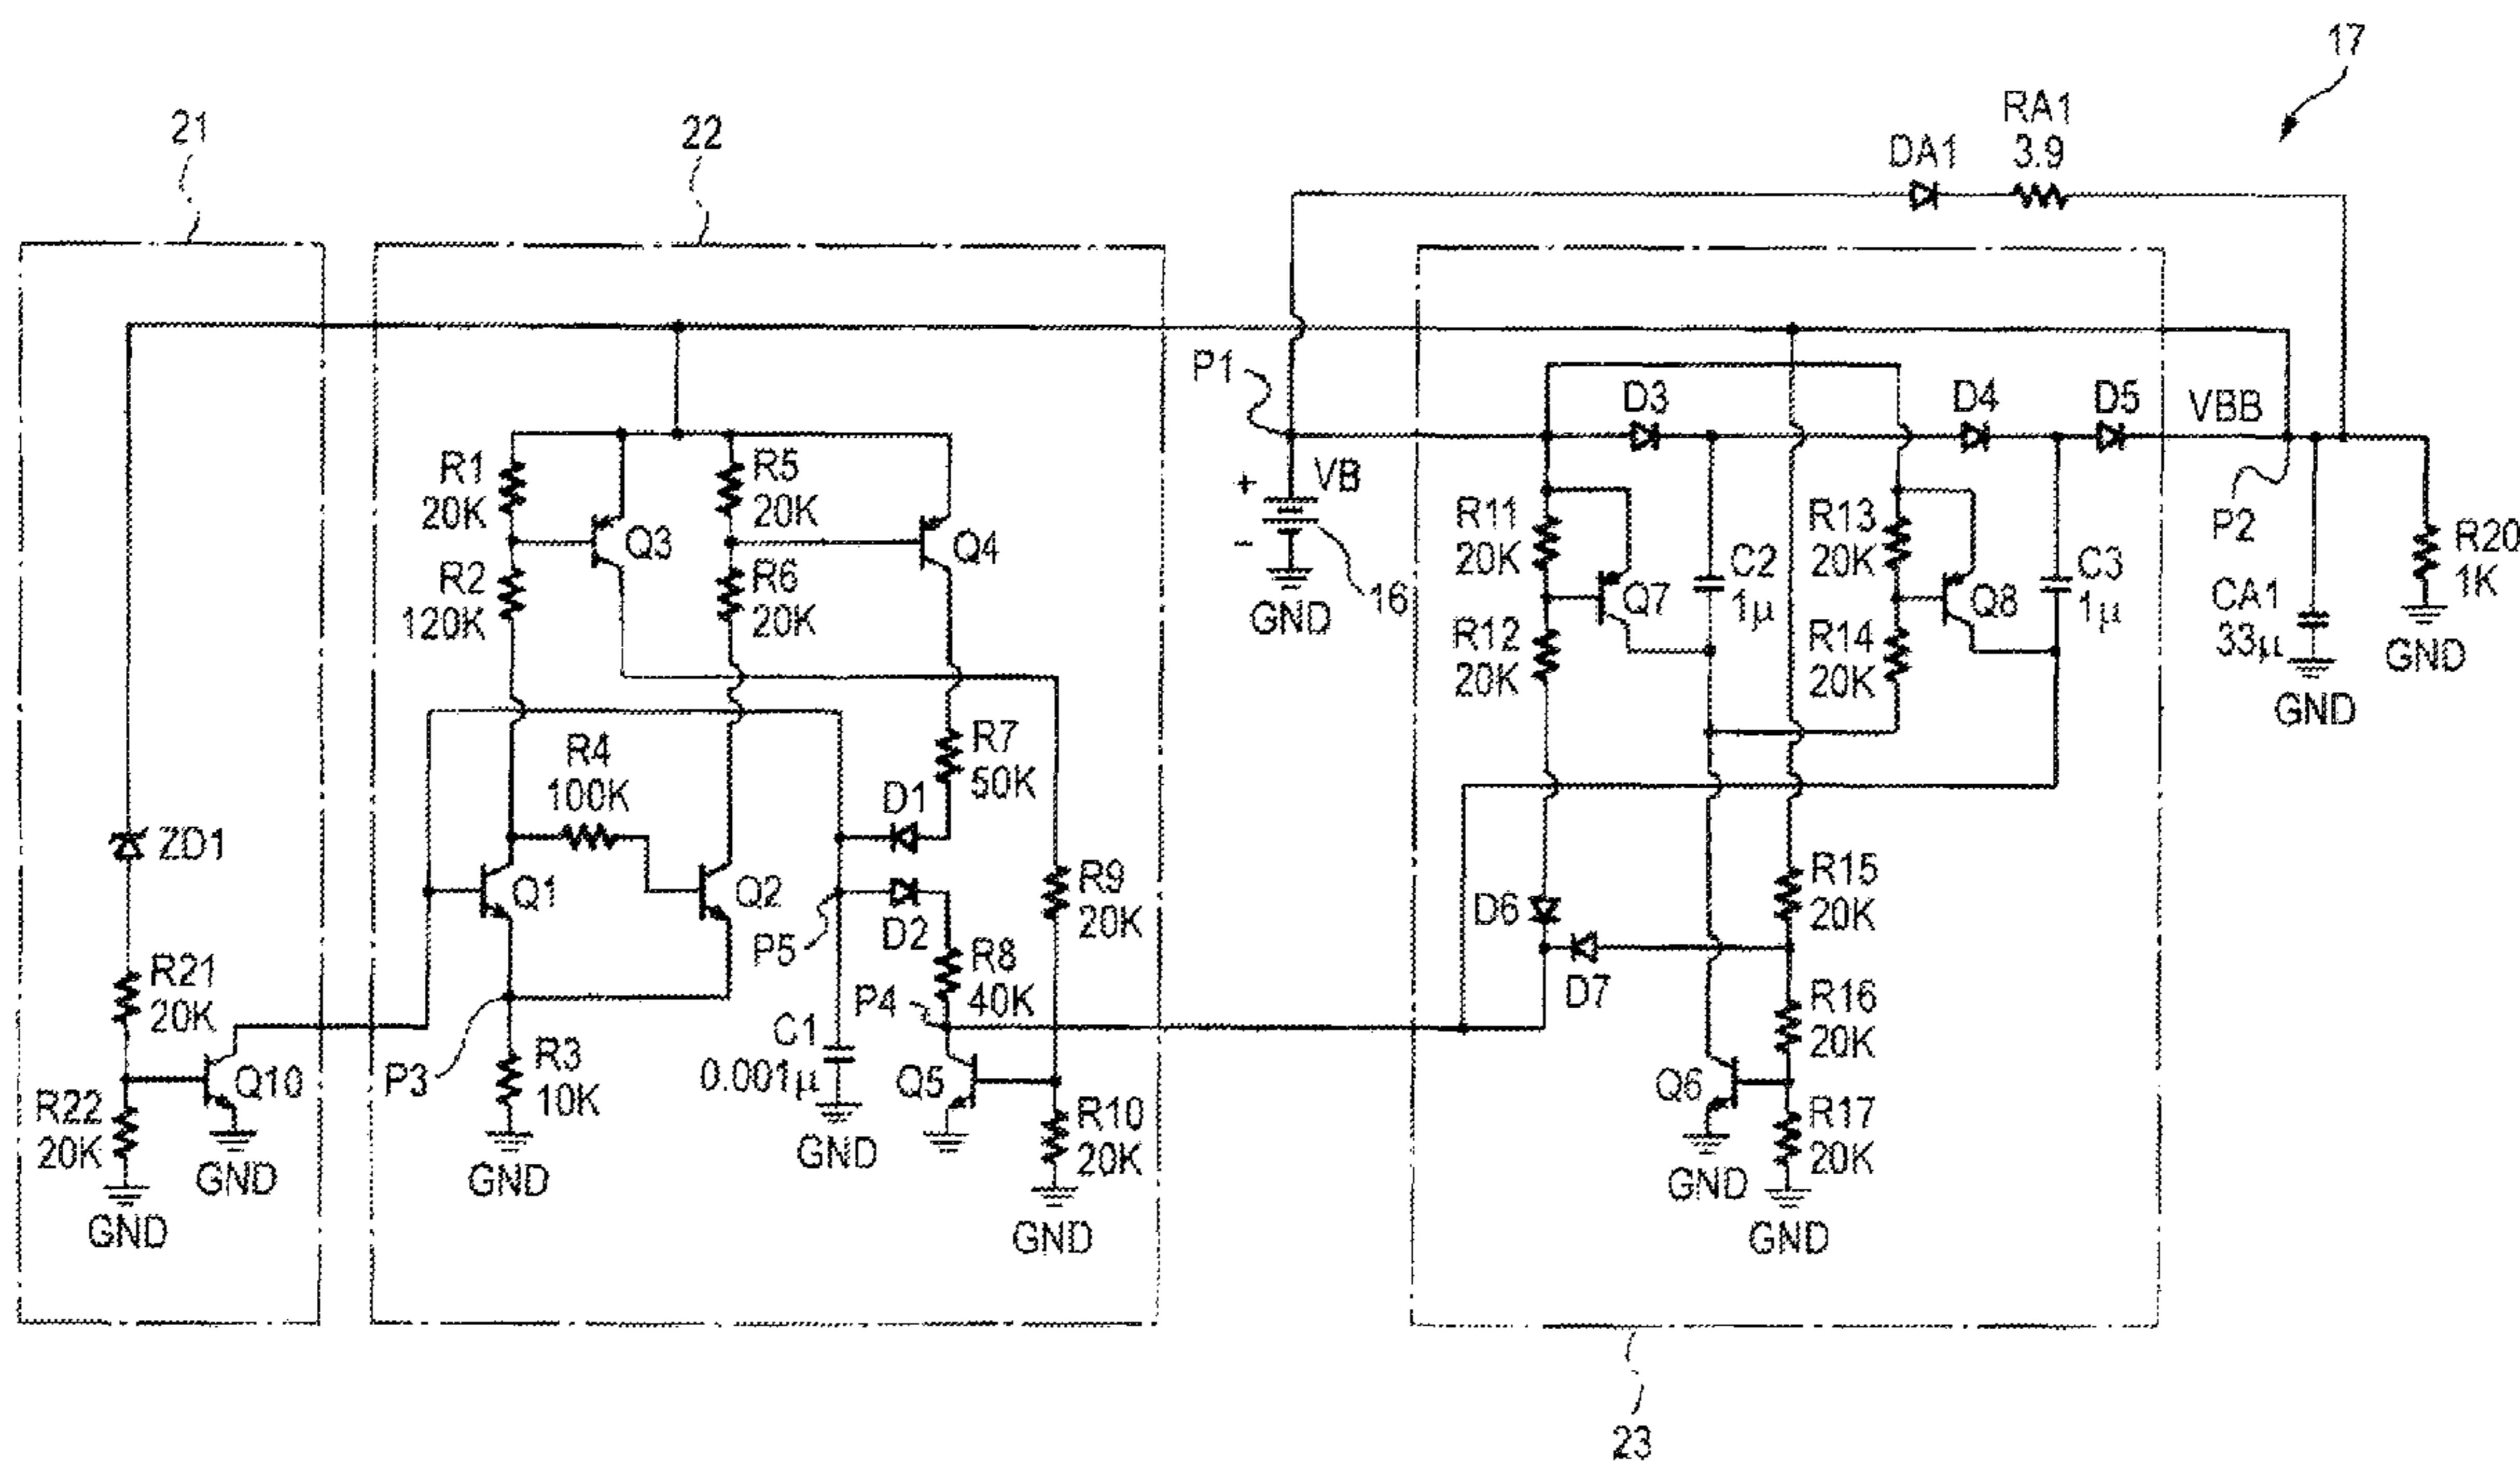 17
21
22
RA1
3.9
DA1
P1
D3
D4
D5
VBB
R1
20K
R5
20K
+
VB
Q3
Q4
R11
20K
R13
20K
P2
R20
1K
R2
120K
R6
20K
-
16
GND
Q7
C2
1μ
Q8
C3
1μ
CA1
33μ
GND
R12
20K
R14
20K
GND
R4
100K
R7
50K
D1
ZD1
Q1
Q2
P5
D2
R9
20K
D6
R15
20K
R21
20K
R8
40K
P4
D7
R16
20K
P3
R3
10K
C1
0.001μ
Q5
Q10
R22
20K
R10
20K
Q6
R17
20K
GND
GND
GND
GND
GND
GND
GND
23